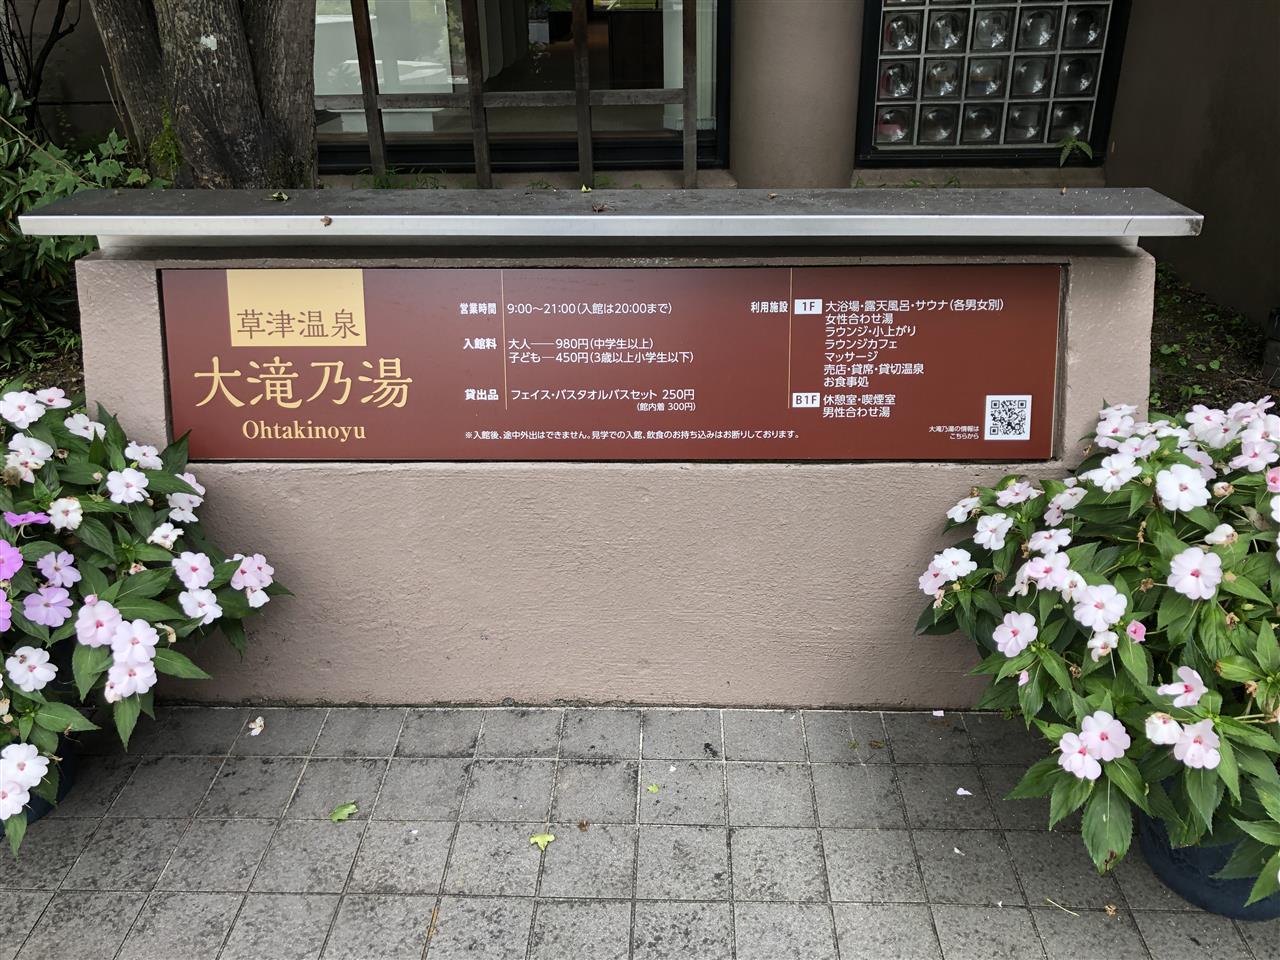 草津温泉
大滝乃湯
Ohtakinoyu
営業時間 9:00〜21:00(入館は20:00まで)
入館料 大人──980円(中学生以上)
子ども─450円(3歳以上小学生以下)
貸出品 フェイス・バスタオルバスセット 250円
(館内着 300円)
※入館後、途中外出はできません。見学での入館、飲食のお持ち込みはお断りしております。
利用施設 1F 大浴場・露天風呂・サウナ(各男女別)
女性合わせ湯
ラウンジ・小上がり
ラウンジカフェ
マッサージ
売店・貸席・貸切温泉
お食事処
B1F 休憩室・喫煙室
男性合わせ湯
大滝乃湯の情報は
こちらから